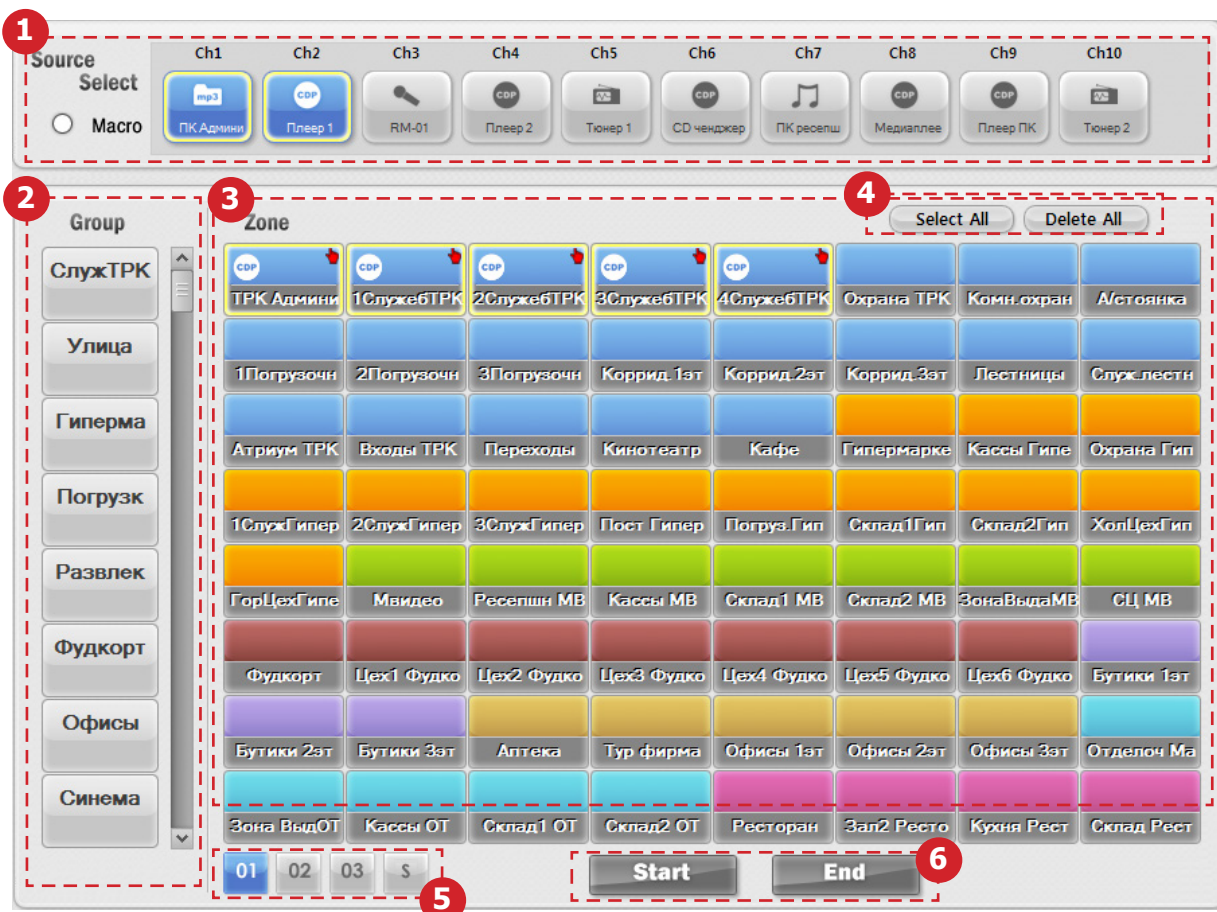 1
Source
Select
Macro
Ch1 Ch2 Ch3 Ch4 Ch5 Ch6 Ch7 Ch8 Ch9 Ch10
mp3 CDP CDP CDP CDP CDP
ПК Админи Плеер 1 RM-01 Плеер 2 Тюнер 1 CD ченджер ПК ресепш Медиаплее Плеер ПК Тюнер 2
2
Group
СлужТРК
Улица
Гиперма
Погрузк
Развлек
Фудкорт
Офисы
Синема
3
Zone
4
Select All Delete All
CDP CDP CDP CDP CDP
ТРК Админи 1СлужебТРК 2СлужебТРК 3СлужебТРК 4СлужебТРК Охрана ТРК Комн.охран А/стоянка
1Погрузочн 2Погрузочн 3Погрузочн Коррид.1эт Коррид.2эт Коррид.3эт Лестницы Служ.лестн
Атриум ТРК Входы ТРК Переходы Кинотеатр Кафе Гипермарке Кассы Гипе Охрана Гип
1СлужГипер 2СлужГипер 3СлужГипер Пост Гипер Погруз.Гип Склад1Гип Склад2Гип ХолЦехГип
ГорЦехГипе Мвидео Ресепшн МВ Кассы МВ Склад1 МВ Склад2 МВ ЗонаВыдаМВ СЦ МВ
Фудкорт Цех1 Фудко Цех2 Фудко Цех3 Фудко Цех4 Фудко Цех5 Фудко Цех6 Фудко Бутики 1эт
Бутики 2эт Бутики 3эт Аптека Тур фирма Офисы 1эт Офисы 2эт Офисы 3эт Отделоч Ма
Зона ВыдОТ Кассы ОТ Склад1 ОТ Склад2 ОТ Ресторан Зал2 Ресто Кухня Рест Склад Рест
01 02 03 S
5
Start End
6